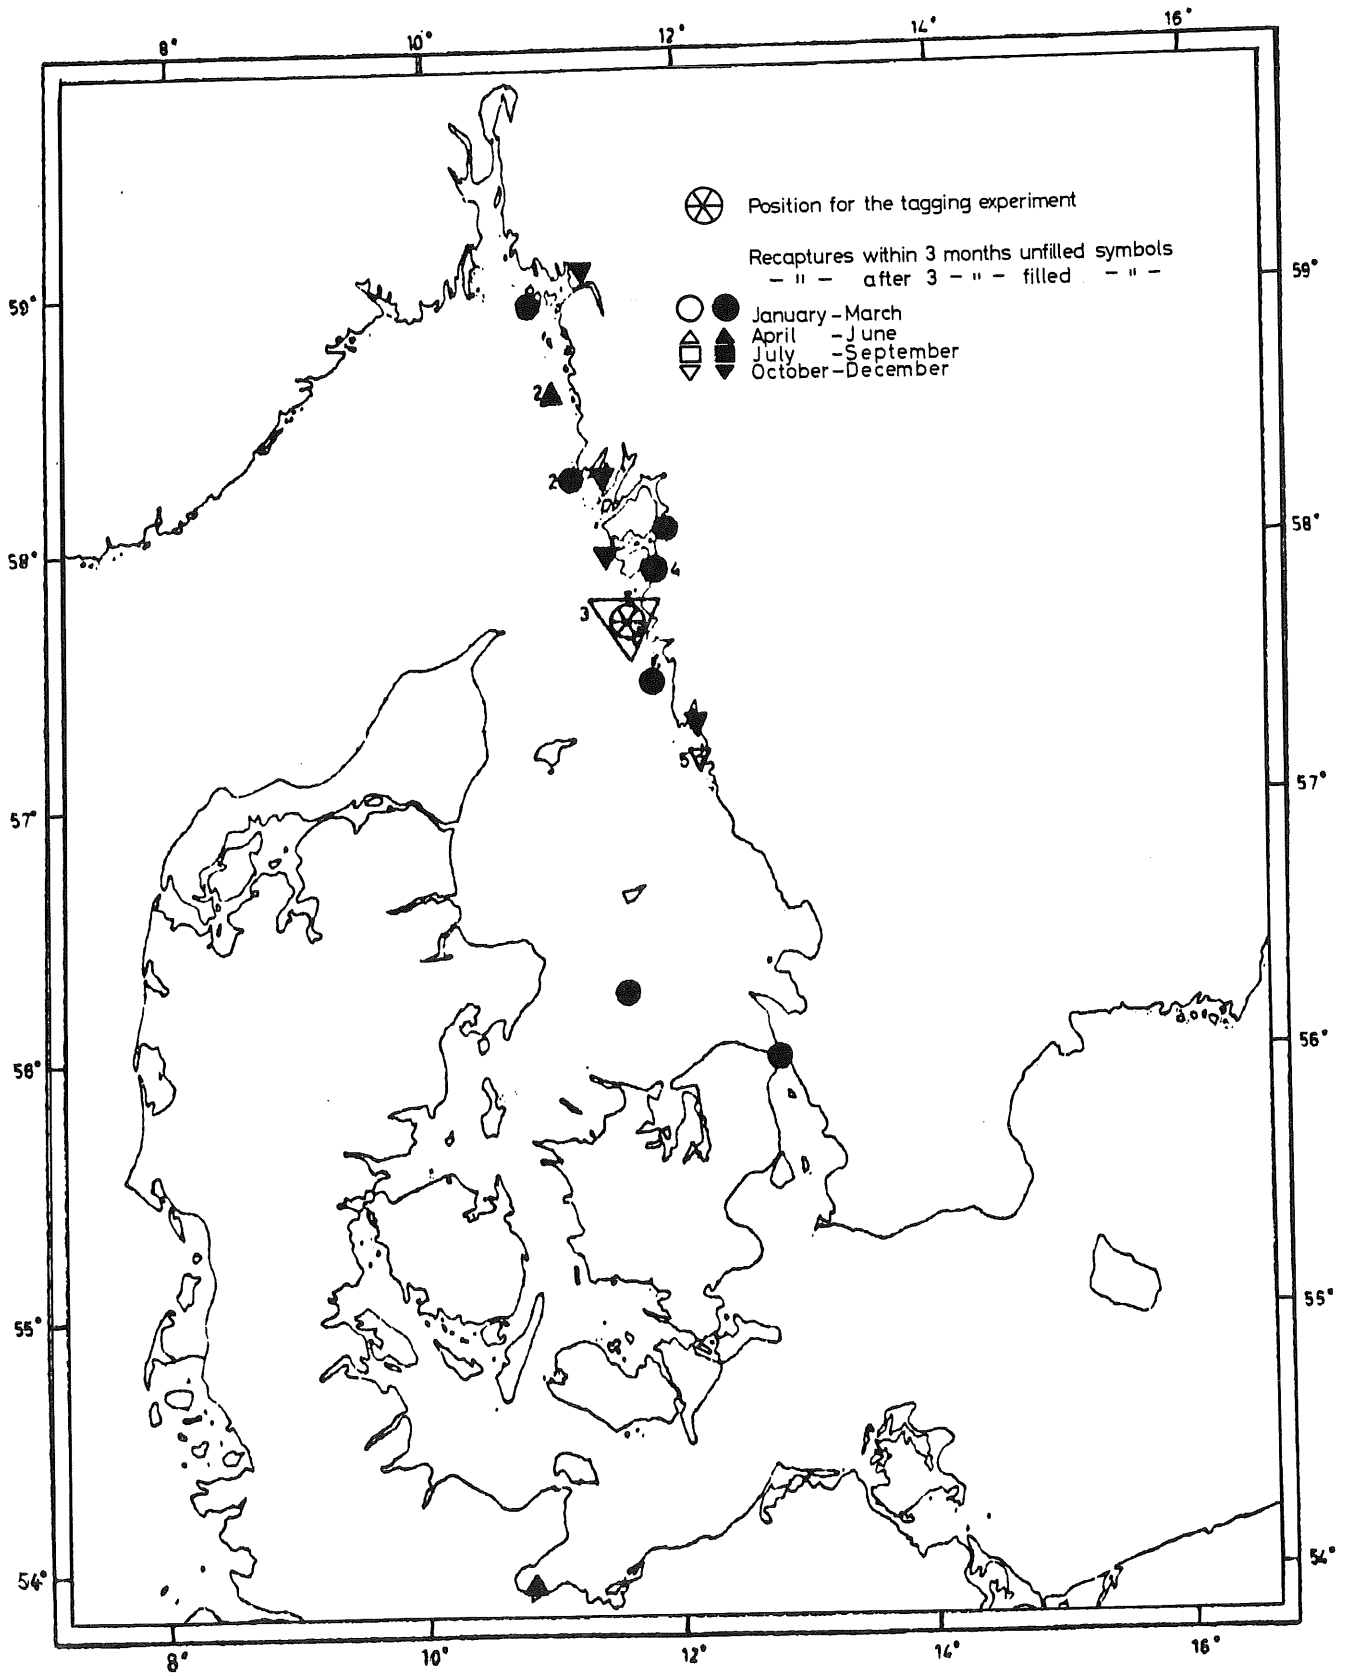 8° 10° 12° 14° 16°
Position for the tagging experiment
Recaptures within 3 months unfilled symbols
– " – after 3 – " – filled – " –
January – March
April – June
July – September
October – December
59° 59°
2
2
58° 58°
4
3
5
57° 57°
56° 56°
55° 55°
54° 54°
8° 10° 12° 14° 16°